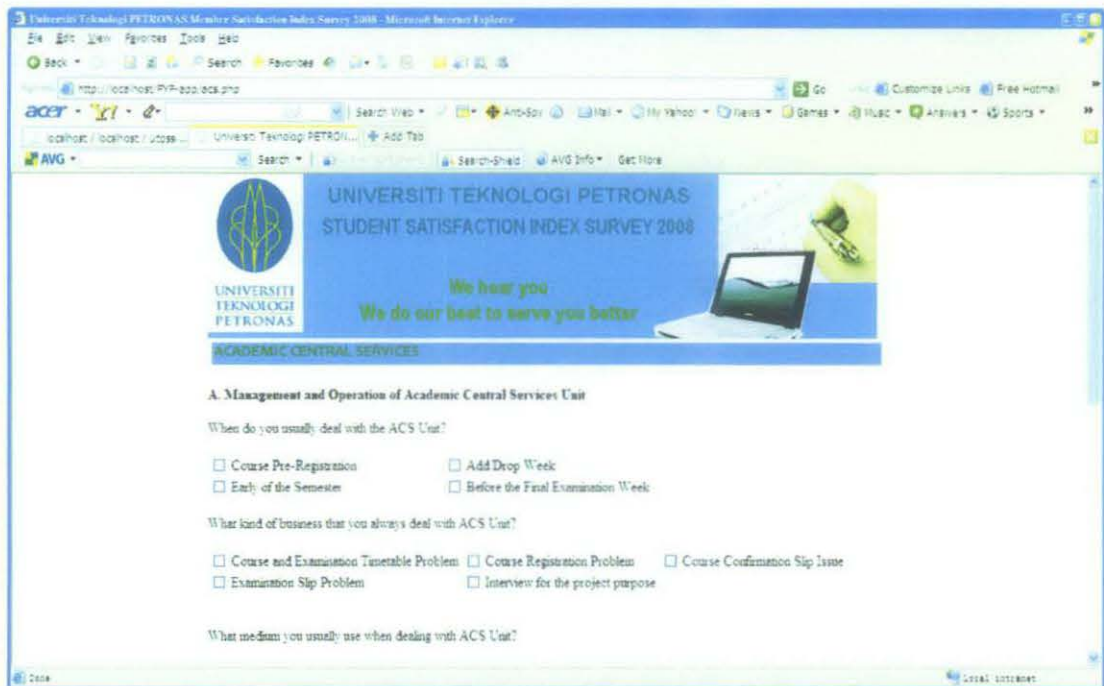 Universiti Teknologi PETRONAS Member Satisfaction Index Survey 2008 - Microsoft Internet Explorer
File Edit View Favorites Tools Help
Back Search Favorites
http://localhost/FYP-app/acs.php Go Customize Links Free Hotmail
acer Y! Search Web Anti-Spy Mail My Yahoo! News Games Music Answers Sports
localhost / localhost / utpss... Universiti Teknologi PETRON... Add Tab
AVG Search Search-Shield AVG Info Get More
UNIVERSITI TEKNOLOGI PETRONAS
STUDENT SATISFACTION INDEX SURVEY 2008
We hear you
We do our best to serve you better
UNIVERSITI
TEKNOLOGI
PETRONAS
ACADEMIC CENTRAL SERVICES
A. Management and Operation of Academic Central Services Unit
When do you usually deal with the ACS Unit?
Course Pre-Registration Add Drop Week
Early of the Semester Before the Final Examination Week
What kind of business that you always deal with ACS Unit?
Course and Examination Timetable Problem Course Registration Problem Course Confirmation Slip Issue
Examination Slip Problem Interview for the project purpose
What medium you usually use when dealing with ACS Unit?
Done Local intranet